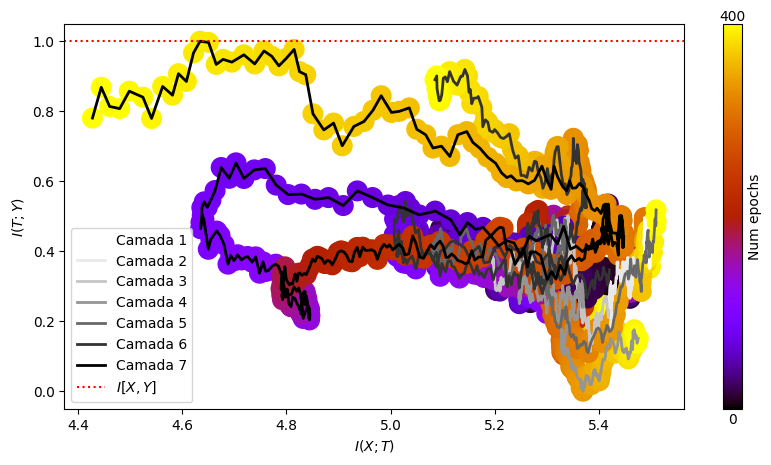 400
1.0
0.8
0.6
0.4
0.2
0.0
I(T; Y)
Camada 1
Camada 2
Camada 3
Camada 4
Camada 5
Camada 6
Camada 7
I[X, Y]
4.4 4.6 4.8 5.0 5.2 5.4
I(X; T)
Num epochs
0